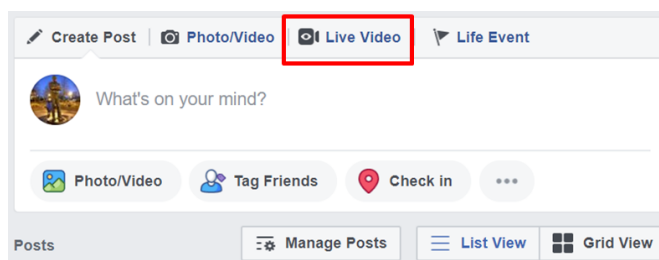 Create Post Photo/Video Live Video Life Event
What's on your mind?
Photo/Video Tag Friends Check in
Posts Manage Posts List View Grid View